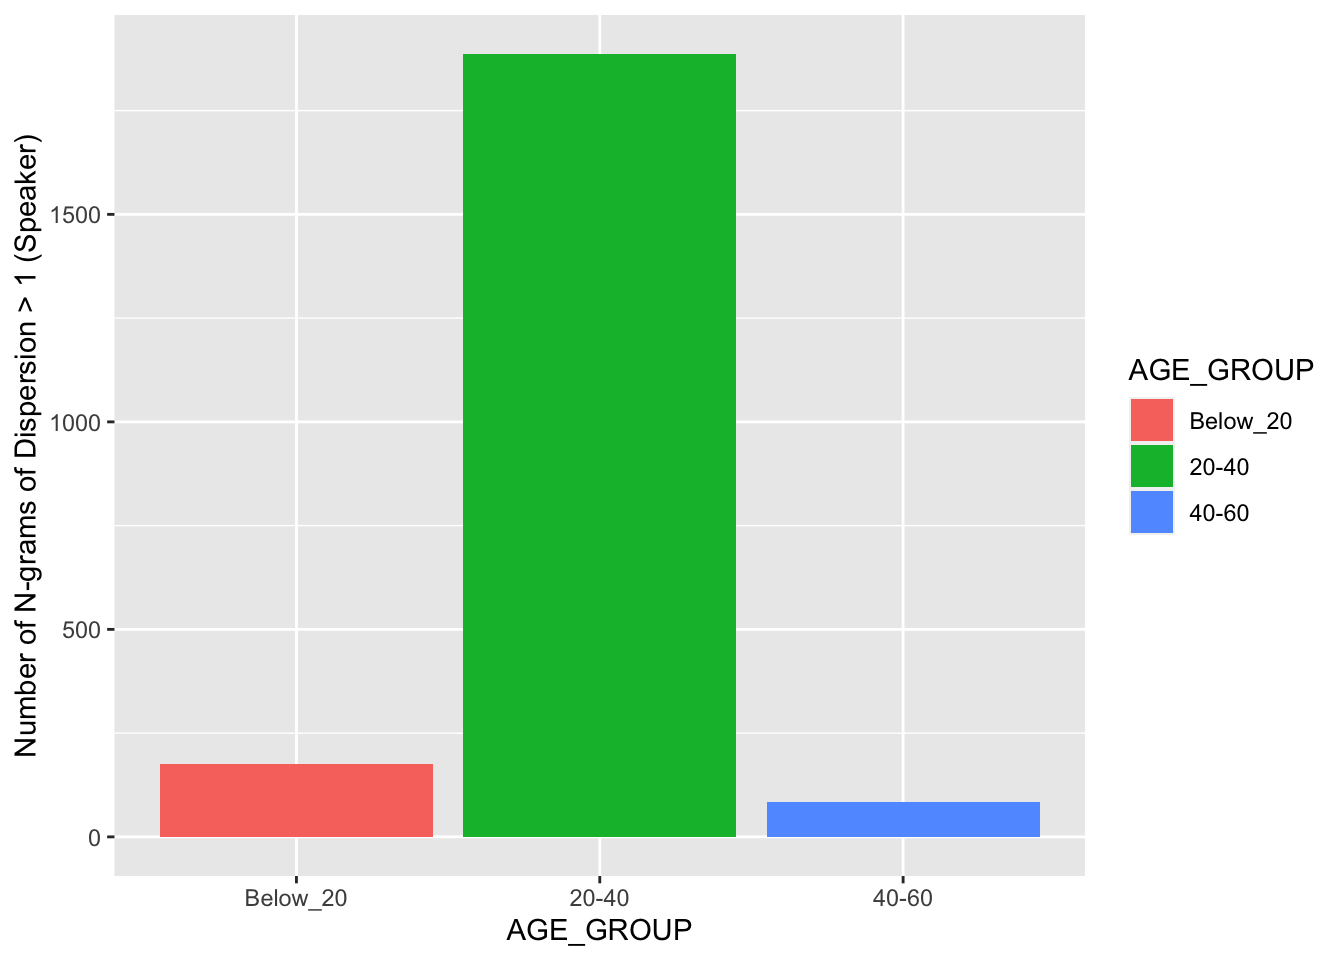 Number of N-grams of Dispersion > 1 (Speaker)
1500
1000
500
0
Below_20
20-40
40-60
AGE_GROUP
AGE_GROUP
Below_20
20-40
40-60